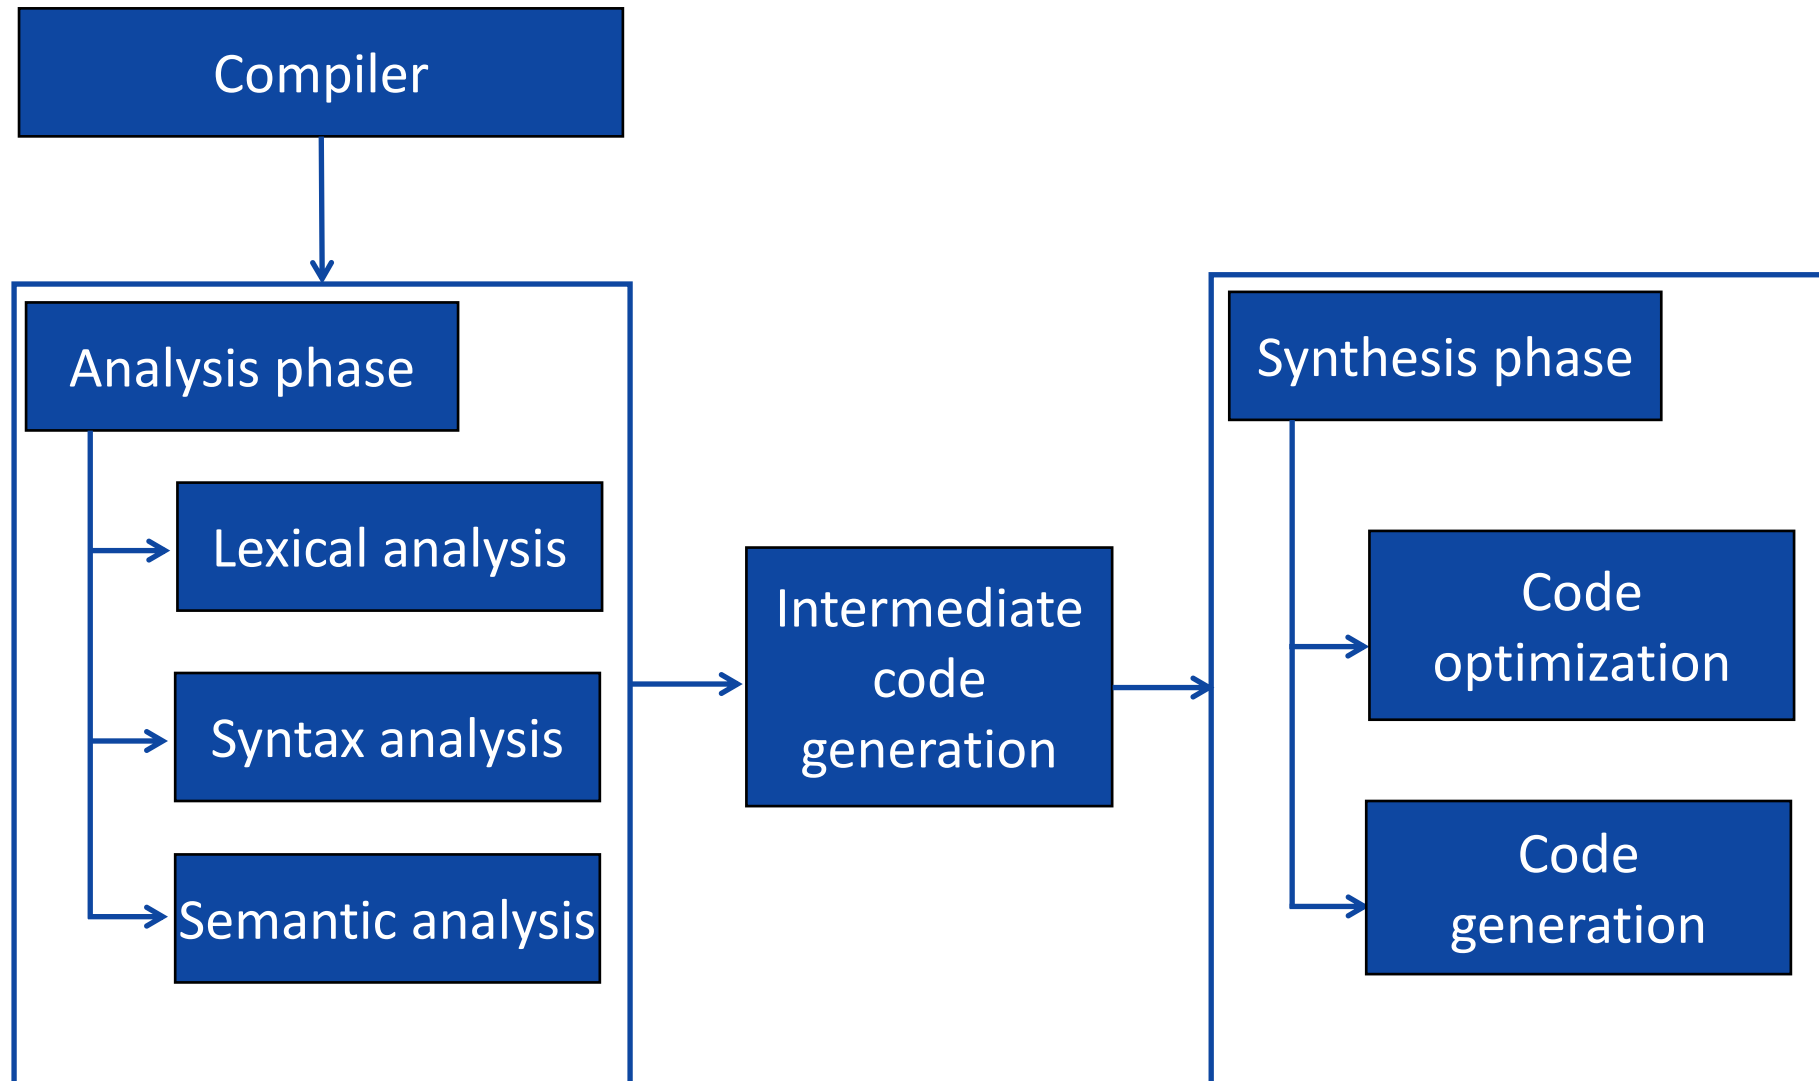 Compiler
Analysis phase
Lexical analysis
Syntax analysis
Semantic analysis
Intermediate
code
generation
Synthesis phase
Code
optimization
Code
generation